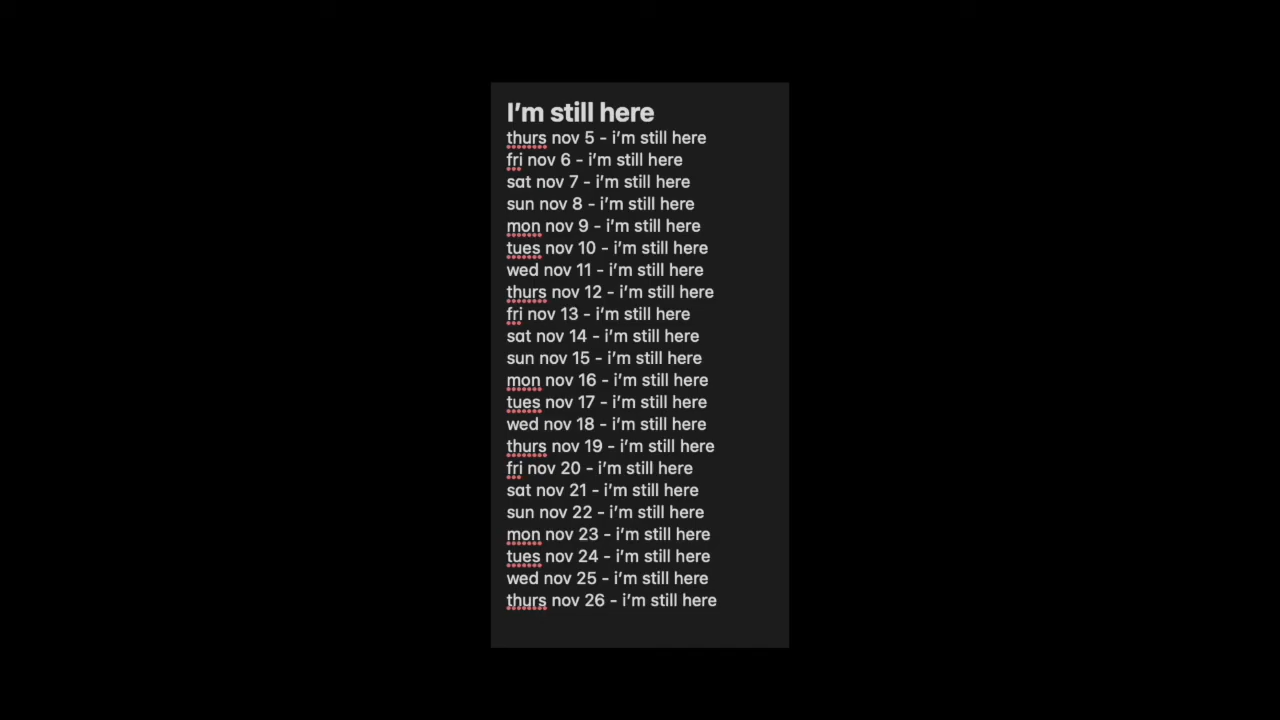 I'm still here
thurs nov 5 - i'm still here
fri nov 6 - i'm still here
sat nov 7 - i'm still here
sun nov 8 - i'm still here
mon nov 9 - i'm still here
tues nov 10 - i'm still here
wed nov 11 - i'm still here
thurs nov 12 - i'm still here
fri nov 13 - i'm still here
sat nov 14 - i'm still here
sun nov 15 - i'm still here
mon nov 16 - i'm still here
tues nov 17 - i'm still here
wed nov 18 - i'm still here
thurs nov 19 - i'm still here
fri nov 20 - i'm still here
sat nov 21 - i'm still here
sun nov 22 - i'm still here
mon nov 23 - i'm still here
tues nov 24 - i'm still here
wed nov 25 - i'm still here
thurs nov 26 - i'm still here